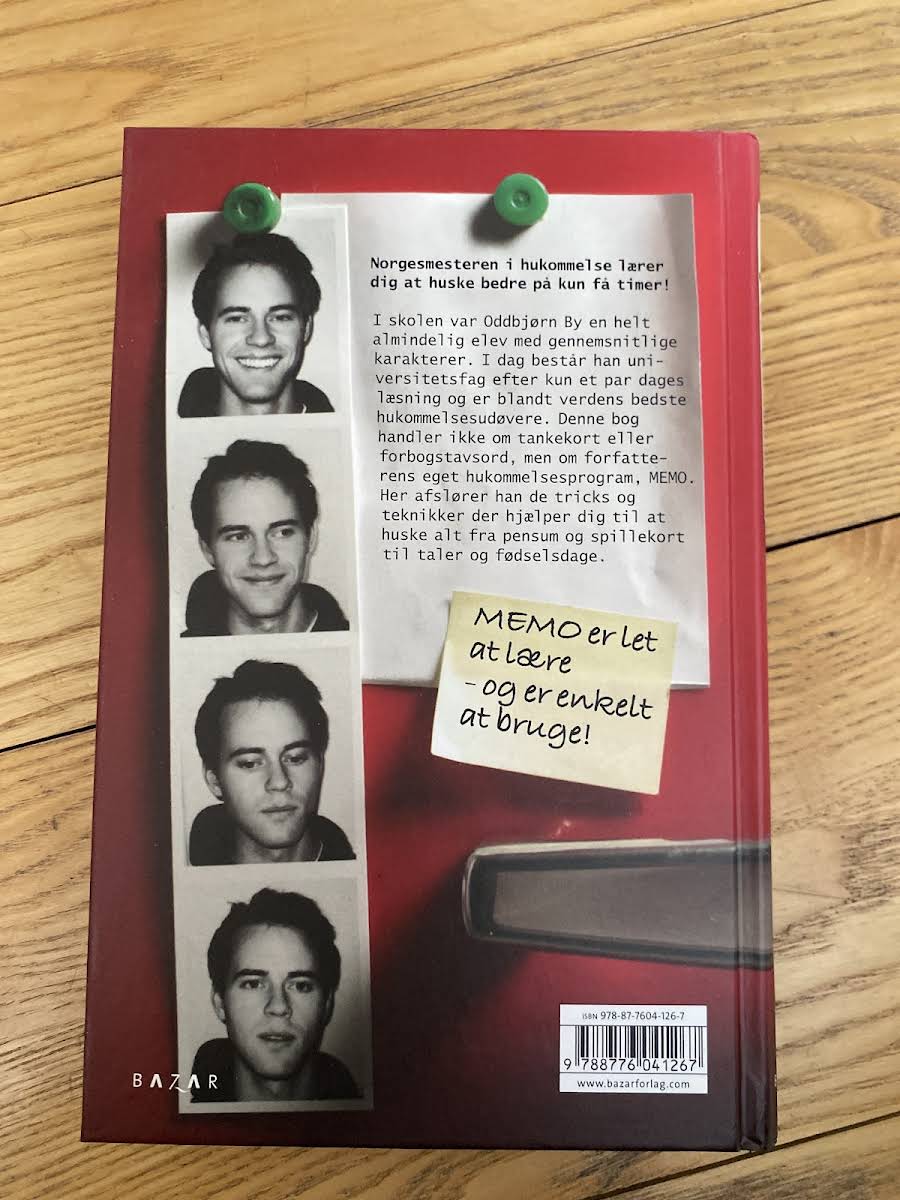 Norgesmesteren i hukommelse lærer
dig at huske bedre på kun få timer!
I skolen var Oddbjørn By en helt
almindelig elev med gennemsnitlige
karakterer. I dag består han uni-
versitetsfag efter kun et par dages
læsning og er blandt verdens bedste
hukommelsesudøvere. Denne bog
handler ikke om tankekort eller
forbogstavsord, men om forfatte-
rens eget hukommelsesprogram, MEMO.
Her afslører han de tricks og
teknikker der hjælper dig til at
huske alt fra pensum og spillekort
til taler og fødselsdage.
MEMO er let
at lære
- og er enkelt
at bruge!
ISBN 978-87-7604-126-7
9 788776 041267
www.bazarforlag.com
BAZAR